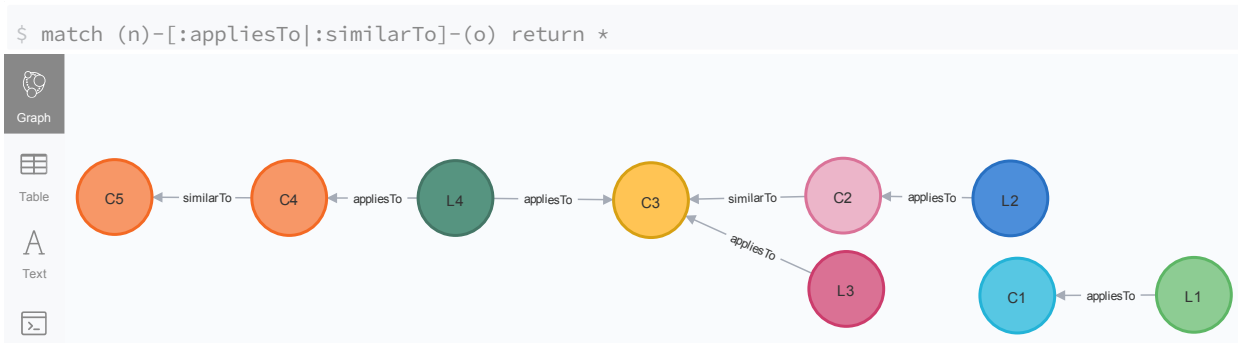 $ match (n)-[:appliesTo|:similarTo]-(o) return *
Graph
Table
A
Text
C5
similarTo
C4
appliesTo
L4
appliesTo
C3
similarTo
C2
appliesTo
L2
appliesTo
L3
C1
appliesTo
L1